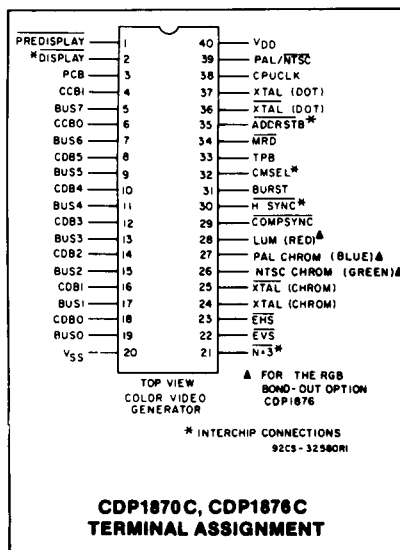 PREDISPLAY 1 40 VDD
*DISPLAY 2 39 PAL/NTSC
PCB 3 38 CPUCLK
CCB1 4 37 XTAL (DOT)
BUS7 5 36 XTAL (DOT)
CCB0 6 35 ADDRSTB*
BUS6 7 34 MRD
CDB5 8 33 TPB
BUS5 9 32 CMSEL*
CDB4 10 31 BURST
BUS4 11 30 H SYNC*
CDB3 12 29 COMPSYNC
BUS3 13 28 LUM (RED)▲
CDB2 14 27 PAL CHROM (BLUE)▲
BUS2 15 26 NTSC CHROM (GREEN)▲
CDB1 16 25 XTAL (CHROM)
BUS1 17 24 XTAL (CHROM)
CDB0 18 23 EHS
BUS0 19 22 EVS
VSS 20 21 N=3*
TOP VIEW
COLOR VIDEO
GENERATOR
▲ FOR THE RGB
BOND-OUT OPTION
CDP1876
* INTERCHIP CONNECTIONS
92CS-32580R1
CDP1870C, CDP1876C
TERMINAL ASSIGNMENT